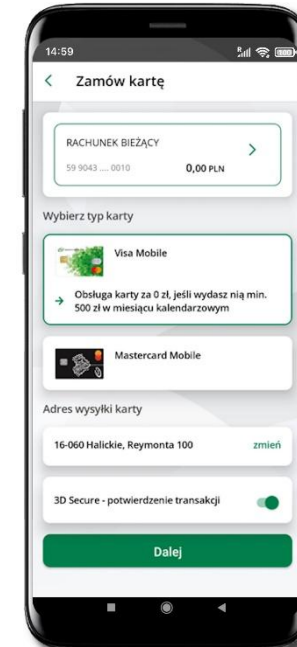 14:59
Zamów kartę
RACHUNEK BIEŻĄCY
59 9043 .... 0010 0,00 PLN
Wybierz typ karty
Visa Mobile
Obsługa karty za 0 zł, jeśli wydasz nią min.
500 zł w miesiącu kalendarzowym
Mastercard Mobile
Adres wysyłki karty
16-060 Halickie, Reymonta 100 zmień
3D Secure - potwierdzenie transakcji
Dalej